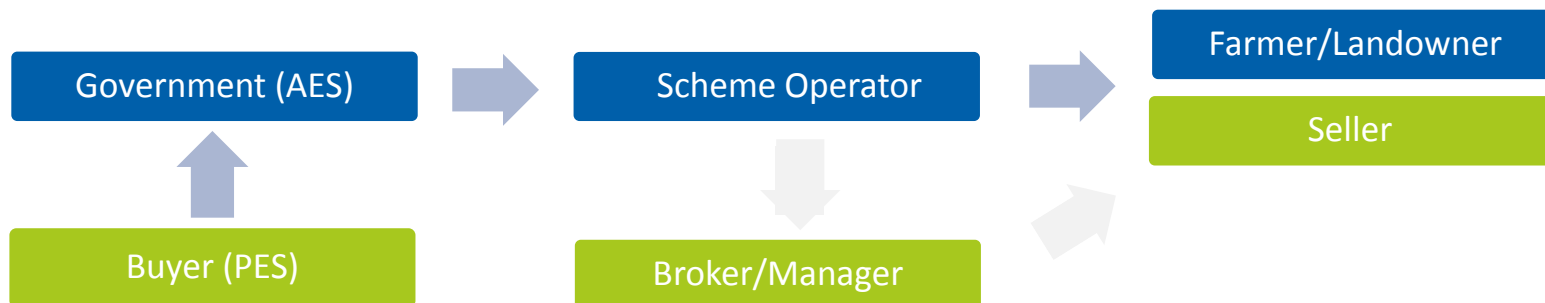 Government (AES)
Scheme Operator
Farmer/Landowner
Seller
Buyer (PES)
Broker/Manager